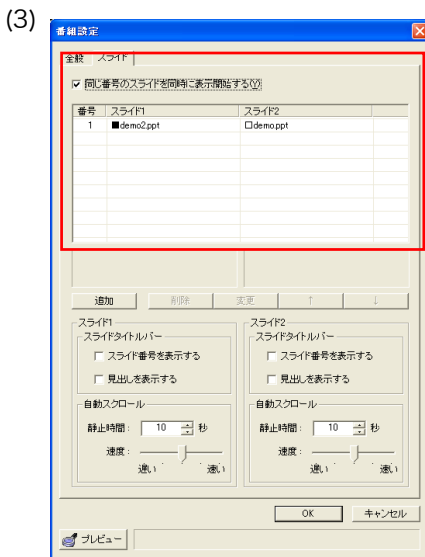 (3)
番組設定
全般 スライド
同じ番号のスライドを同時に表示開始する(Y)
番号 スライド1 スライド2
1 ■demo2.ppt □demo.ppt
追加 削除 変更 ↑ ↓
スライド1 スライド2
スライドタイトルバー スライドタイトルバー
スライド番号を表示する スライド番号を表示する
見出しを表示する 見出しを表示する
自動スクロール 自動スクロール
静止時間: 10 秒 静止時間: 10 秒
速度: 速度:
遅い 速い 遅い 速い
OK キャンセル
プレビュー